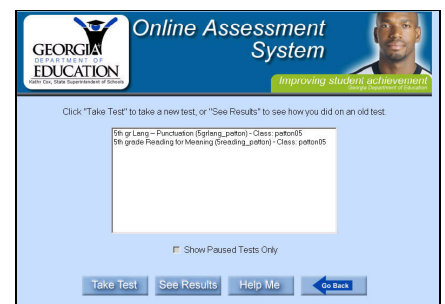 GEORGIA
DEPARTMENT OF
EDUCATION
Kathy Cox, State Superintendent of Schools
Online Assessment
System
Improving student achievement
Georgia Department of Education
Click "Take Test" to take a new test, or "See Results" to see how you did on an old test.
5th gr Lang -- Punctuation (5grlang_patton) - Class: patton05
5th grade Reading for Meaning (5reading_patton) - Class: patton05
Show Paused Tests Only
Take Test See Results Help Me Go Back